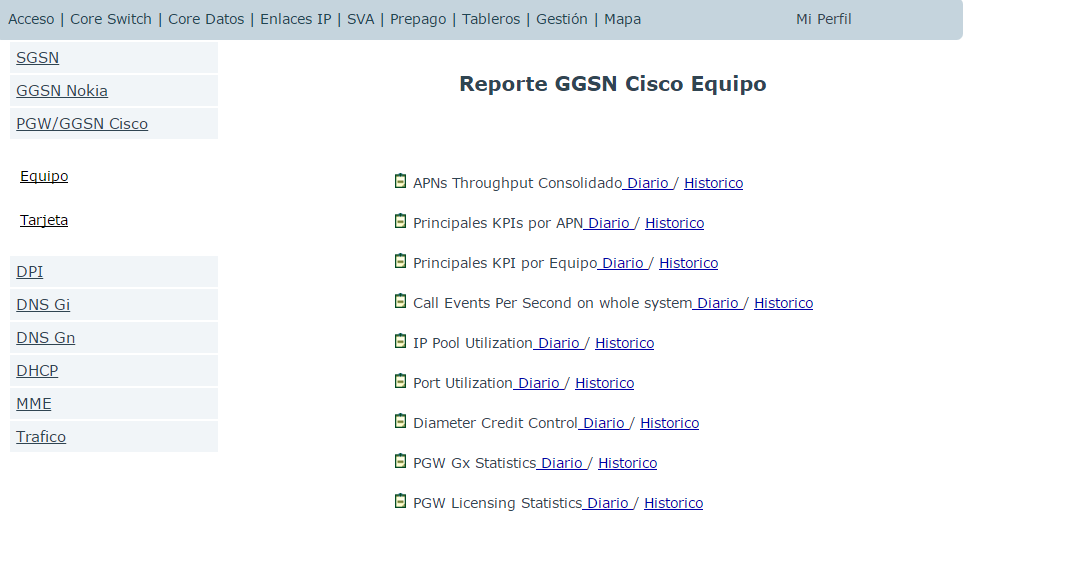 Acceso | Core Switch | Core Datos | Enlaces IP | SVA | Prepago | Tableros | Gestión | Mapa Mi Perfil
SGSN
GGSN Nokia
PGW/GGSN Cisco
Equipo
Tarjeta
DPI
DNS Gi
DNS Gn
DHCP
MME
Trafico
Reporte GGSN Cisco Equipo
APNs Throughput Consolidado Diario / Historico
Principales KPIs por APN Diario / Historico
Principales KPI por Equipo Diario / Historico
Call Events Per Second on whole system Diario / Historico
IP Pool Utilization Diario / Historico
Port Utilization Diario / Historico
Diameter Credit Control Diario / Historico
PGW Gx Statistics Diario / Historico
PGW Licensing Statistics Diario / Historico